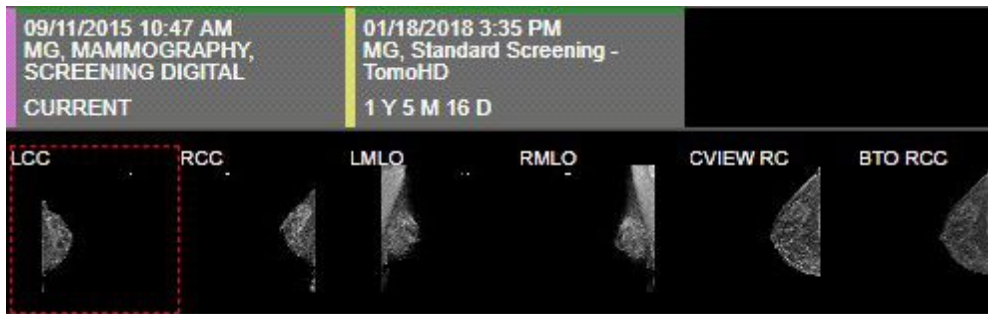 09/11/2015 10:47 AM
MG, MAMMOGRAPHY,
SCREENING DIGITAL
CURRENT
01/18/2018 3:35 PM
MG, Standard Screening -
TomoHD
1 Y 5 M 16 D
LCC
RCC
LMLO
RMLO
CVIEW RC
BTO RCC